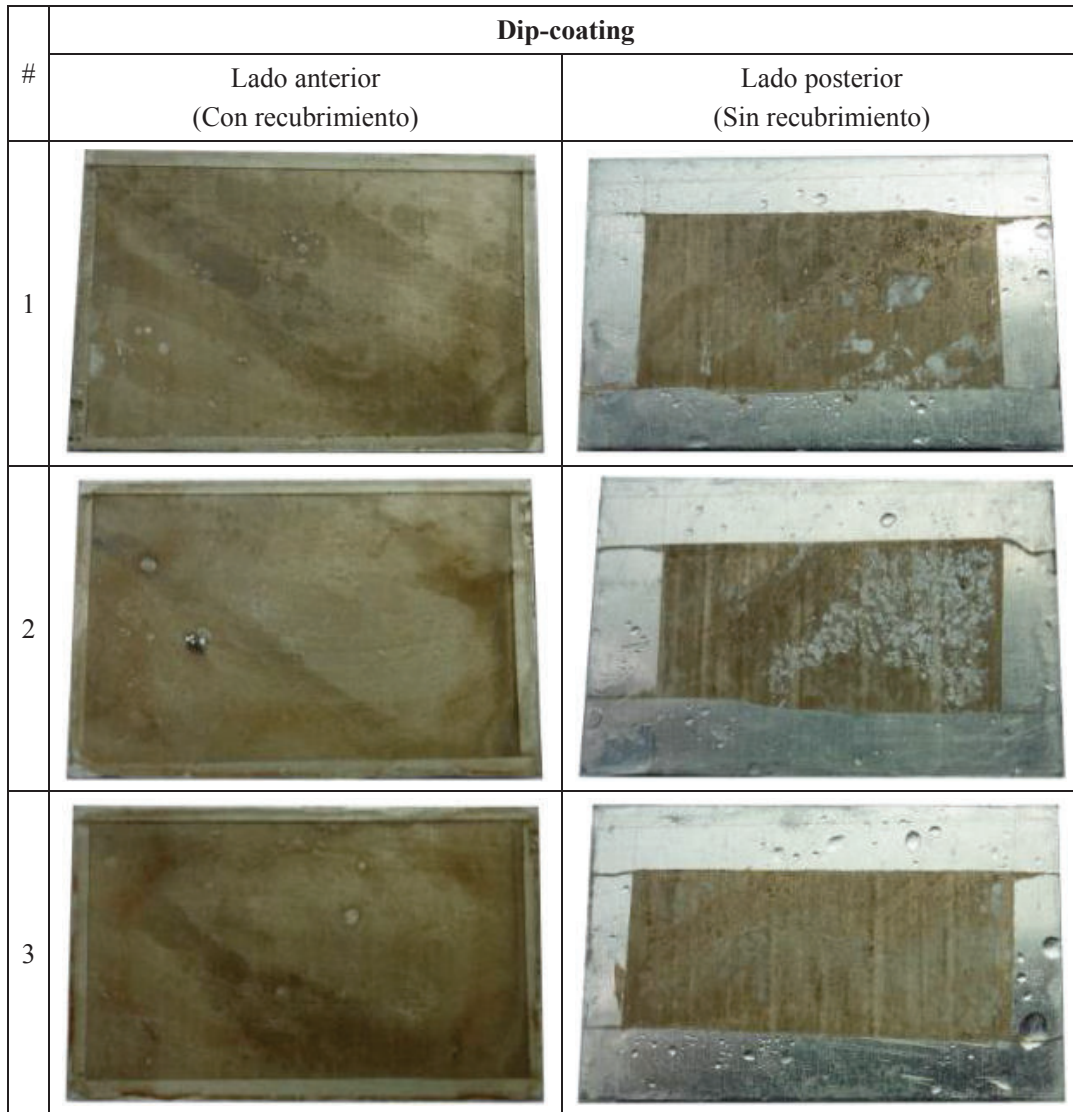 #
Dip-coating
Lado anterior
(Con recubrimiento)
Lado posterior
(Sin recubrimiento)
1
2
3